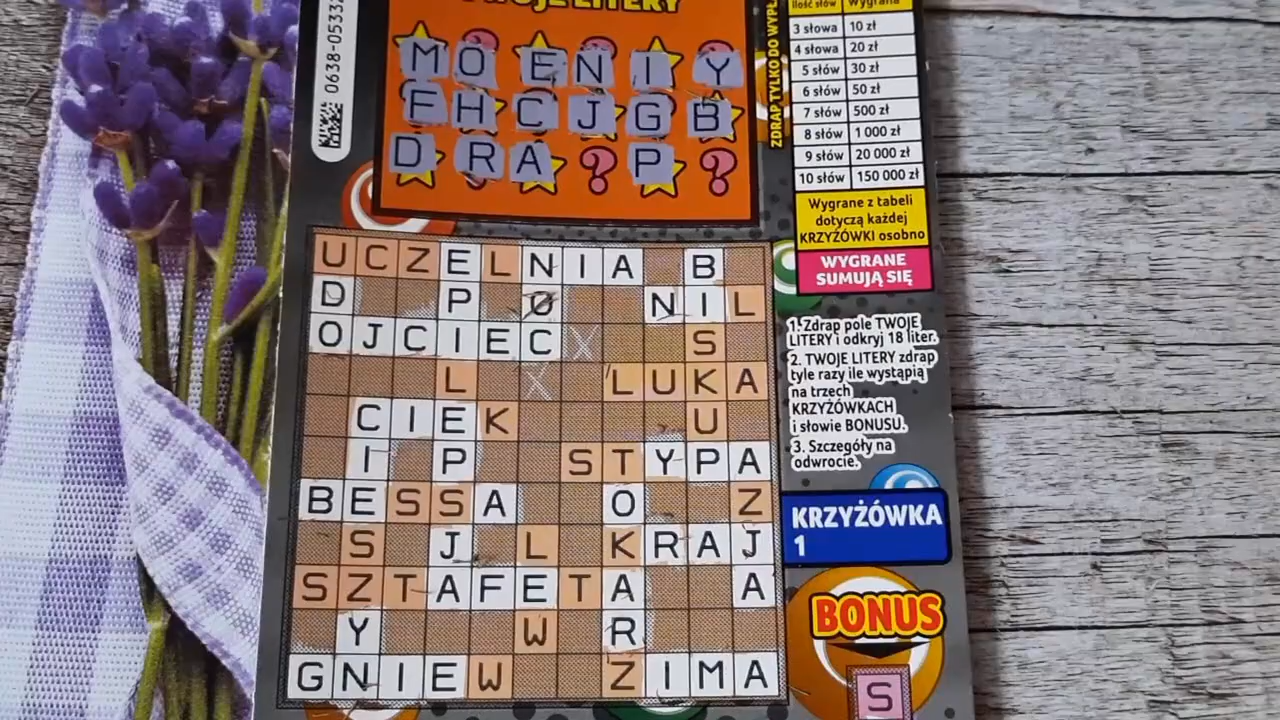 TWOJE LITERY
M O E N I Y
F H C J G B
D R A ? P ?
0638-05332
ZDRAP TYLKO DO WYPŁ
Ilość słów Wygrana
3 słowa 10 zł
4 słowa 20 zł
5 słów 30 zł
6 słów 50 zł
7 słów 500 zł
8 słów 1 000 zł
9 słów 20 000 zł
10 słów 150 000 zł
Wygrane z tabeli
dotyczą każdej
KRZYŻÓWKI osobno
WYGRANE
SUMUJĄ SIĘ
1. Zdrap pole TWOJE
LITERY i odkryj 18 liter.
2. TWOJE LITERY zdrap
tyle razy ile wystąpią
na trzech
KRZYŻÓWKACH
i słowie BONUSU.
3. Szczegóły na
odwrocie.
UCZELNIA B
D P O NIL
OJCIEC X S
L X LUKA
CIEK E U
I P STYPA
BESSA O Z
S J L KRAJ
SZTAFETA A
Y W R
GNIEW ZIMA
KRZYŻÓWKA
1
BONUS
S